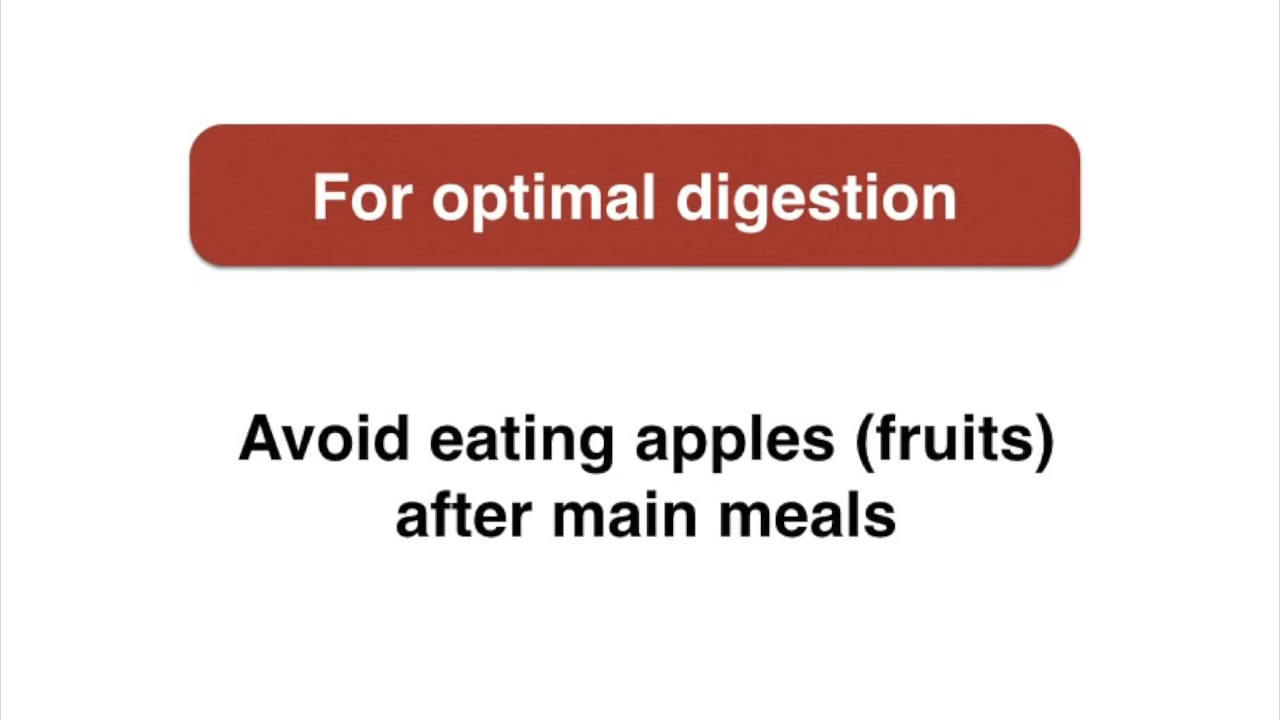 For optimal digestion
Avoid eating apples (fruits)
after main meals